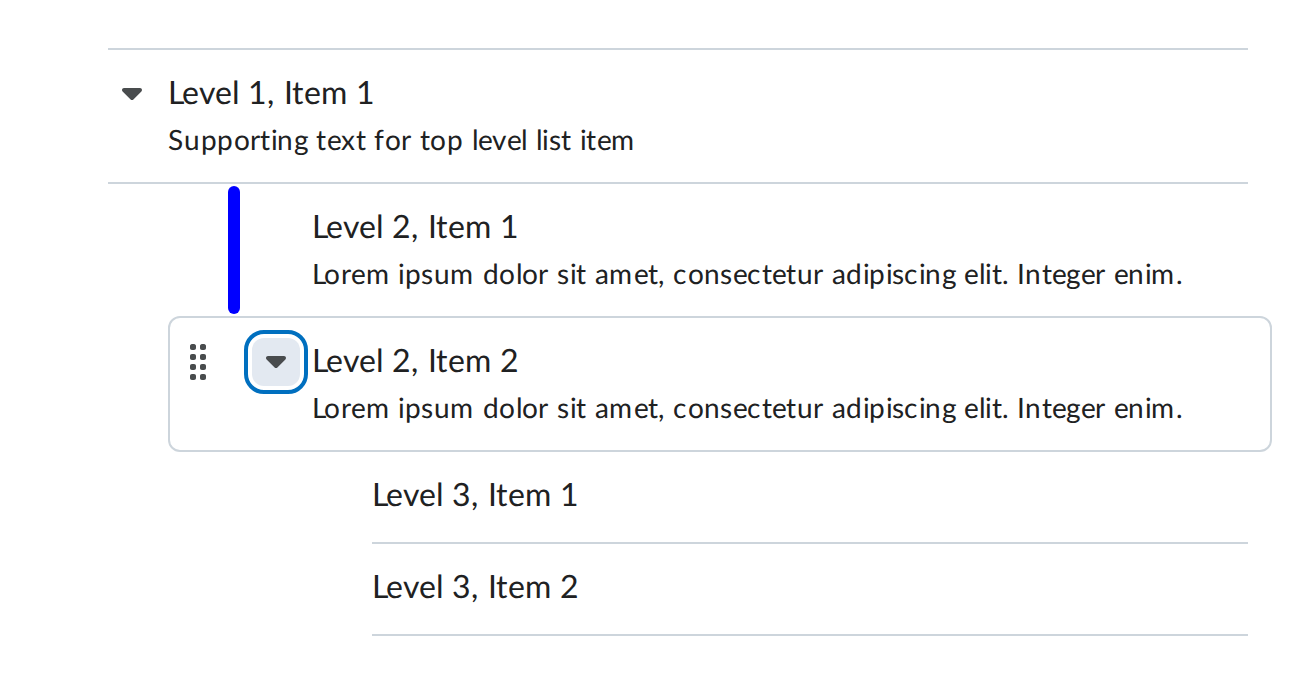 Level 1, Item 1
Supporting text for top level list item
Level 2, Item 1
Lorem ipsum dolor sit amet, consectetur adipiscing elit. Integer enim.
Level 2, Item 2
Lorem ipsum dolor sit amet, consectetur adipiscing elit. Integer enim.
Level 3, Item 1
Level 3, Item 2